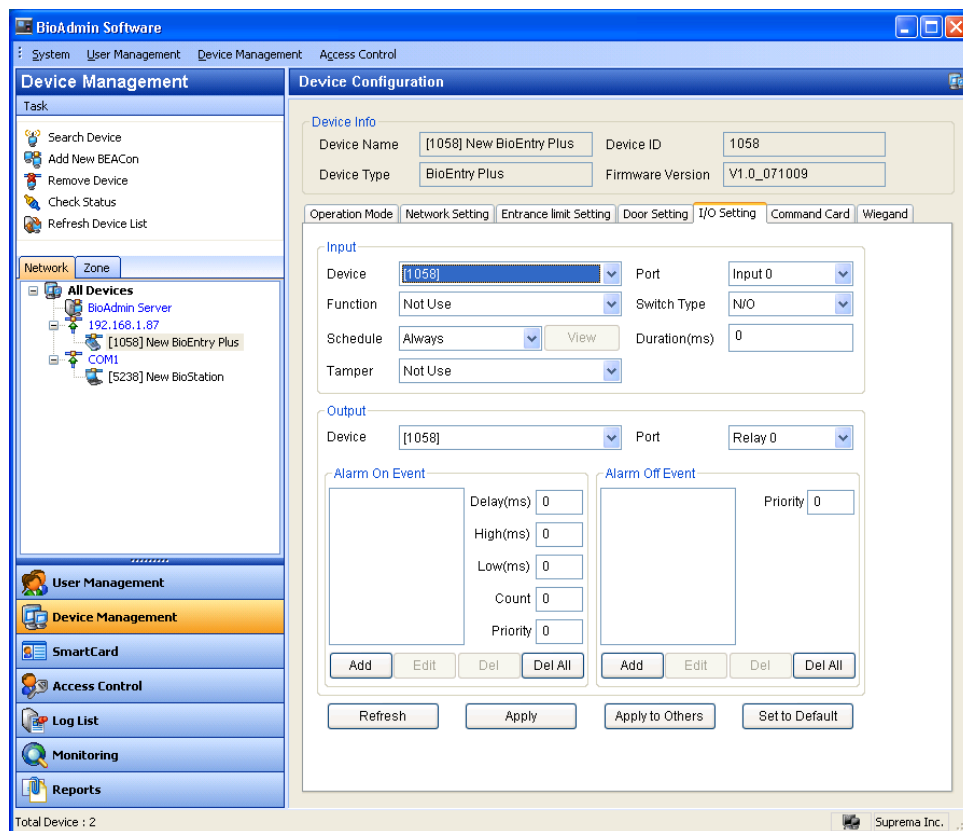 BioAdmin Software
System User Management Device Management Access Control
Device Management
Task
Search Device
Add New BEACon
Remove Device
Check Status
Refresh Device List
Network Zone
All Devices
BioAdmin Server
192.168.1.87
[1058] New BioEntry Plus
COM1
[5238] New BioStation
User Management
Device Management
SmartCard
Access Control
Log List
Monitoring
Reports
Device Configuration
Device Info
Device Name [1058] New BioEntry Plus Device ID 1058
Device Type BioEntry Plus Firmware Version V1.0_071009
Operation Mode Network Setting Entrance limit Setting Door Setting I/O Setting Command Card Wiegand
Input
Device [1058] Port Input 0
Function Not Use Switch Type N/O
Schedule Always View Duration(ms) 0
Tamper Not Use
Output
Device [1058] Port Relay 0
Alarm On Event
Delay(ms) 0
High(ms) 0
Low(ms) 0
Count 0
Priority 0
Add Edit Del Del All
Alarm Off Event
Priority 0
Add Edit Del Del All
Refresh Apply Apply to Others Set to Default
Total Device : 2 Suprema Inc.